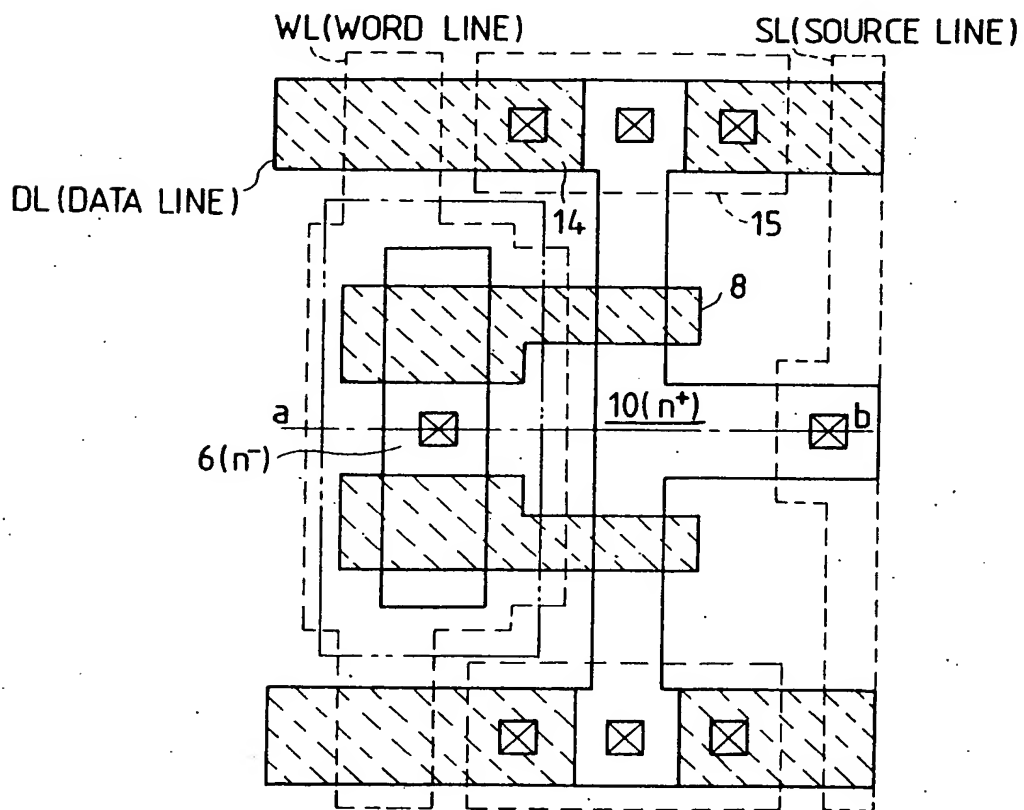 WL(WORD LINE)
SL(SOURCE LINE)
DL(DATA LINE)
14
15
8
a
10(n+)
b
6(n-)